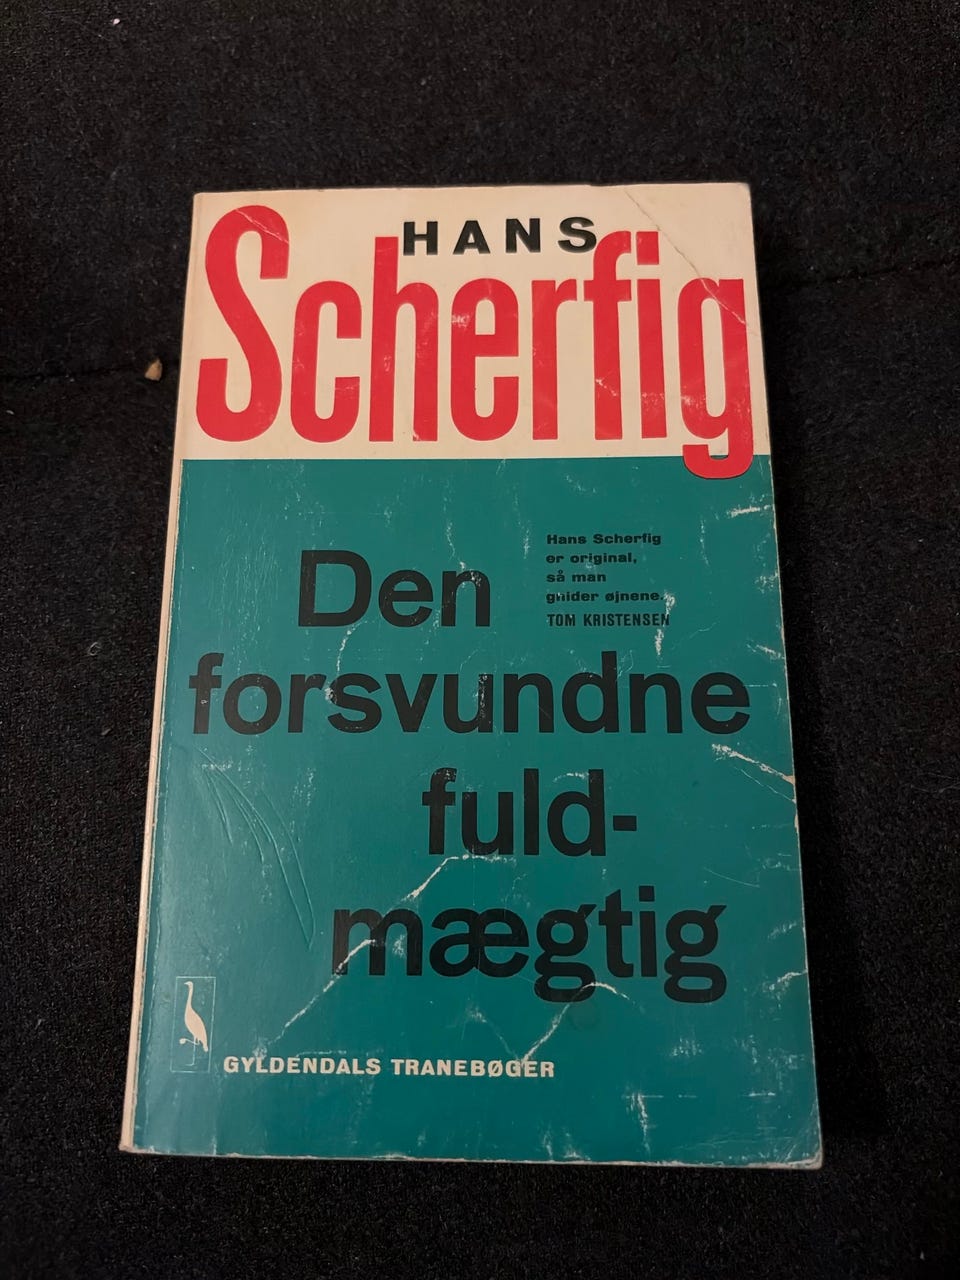 HANS
Scherfig
Hans Scherfig
er original,
så man
gnider øjnene.
TOM KRISTENSEN
Den
forsvundne
fuld-
mægtig
GYLDENDALS TRANEBØGER